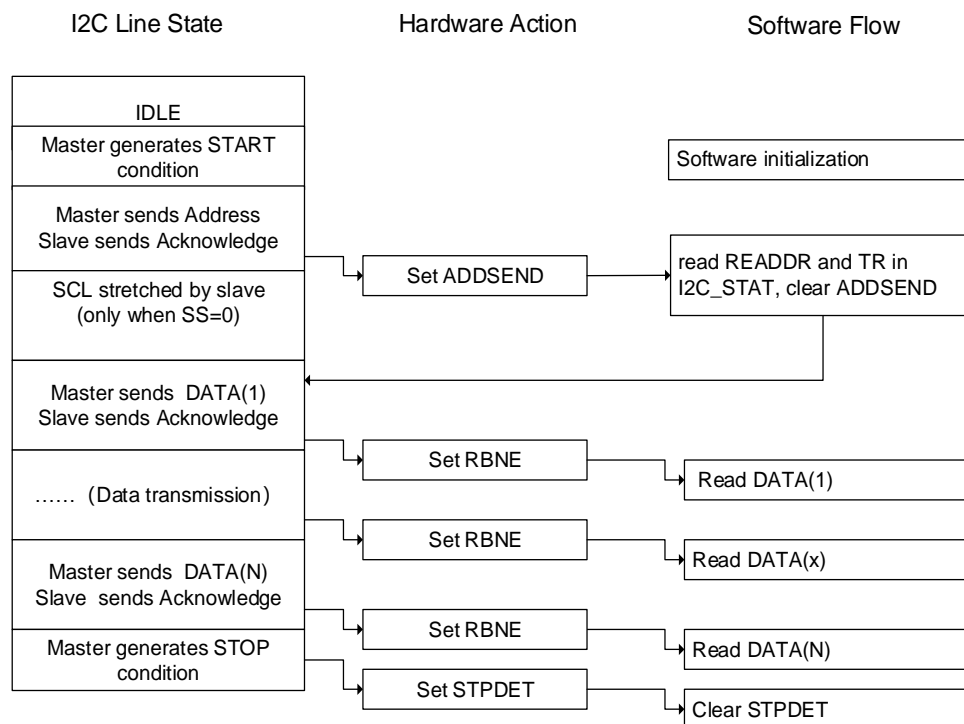 I2C Line State
Hardware Action
Software Flow
IDLE
Master generates START
condition
Software initialization
Master sends Address
Slave sends Acknowledge
Set ADDSEND
read READDR and TR in
I2C_STAT, clear ADDSEND
SCL stretched by slave
(only when SS=0)
Master sends DATA(1)
Slave sends Acknowledge
Set RBNE
Read DATA(1)
…… (Data transmission)
Set RBNE
Read DATA(x)
Master sends DATA(N)
Slave sends Acknowledge
Set RBNE
Read DATA(N)
Master generates STOP
condition
Set STPDET
Clear STPDET